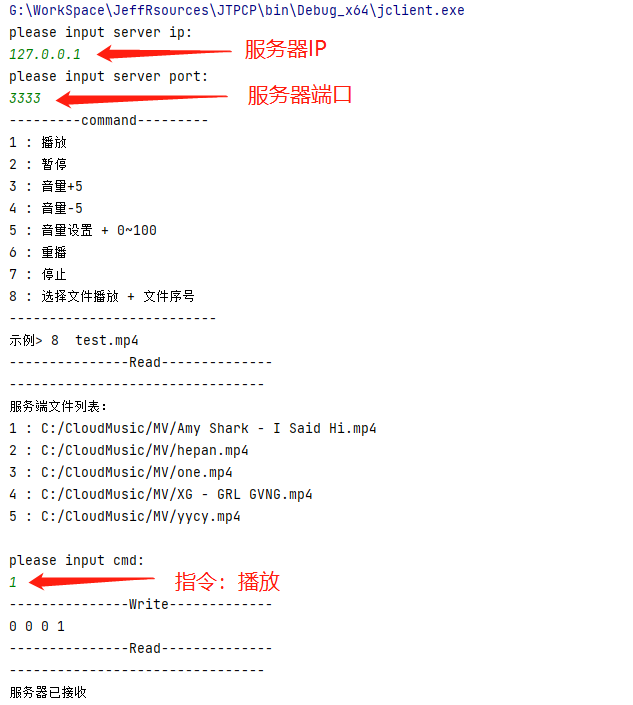 G:\WorkSpace\JeffRsources\JTPCP\bin\Debug_x64\jclient.exe
please input server ip:
127.0.0.1 服务器IP
please input server port:
3333 服务器端口
---------command---------
1 : 播放
2 : 暂停
3 : 音量+5
4 : 音量-5
5 : 音量设置 + 0~100
6 : 重播
7 : 停止
8 : 选择文件播放 + 文件序号
--------------------------
示例> 8  test.mp4
---------------Read--------------
--------------------------------
服务端文件列表:
1 : C:/CloudMusic/MV/Amy Shark - I Said Hi.mp4
2 : C:/CloudMusic/MV/hepan.mp4
3 : C:/CloudMusic/MV/one.mp4
4 : C:/CloudMusic/MV/XG - GRL GVNG.mp4
5 : C:/CloudMusic/MV/yycy.mp4
please input cmd:
1 指令：播放
---------------Write-------------
0 0 0 1
---------------Read--------------
--------------------------------
服务器已接收